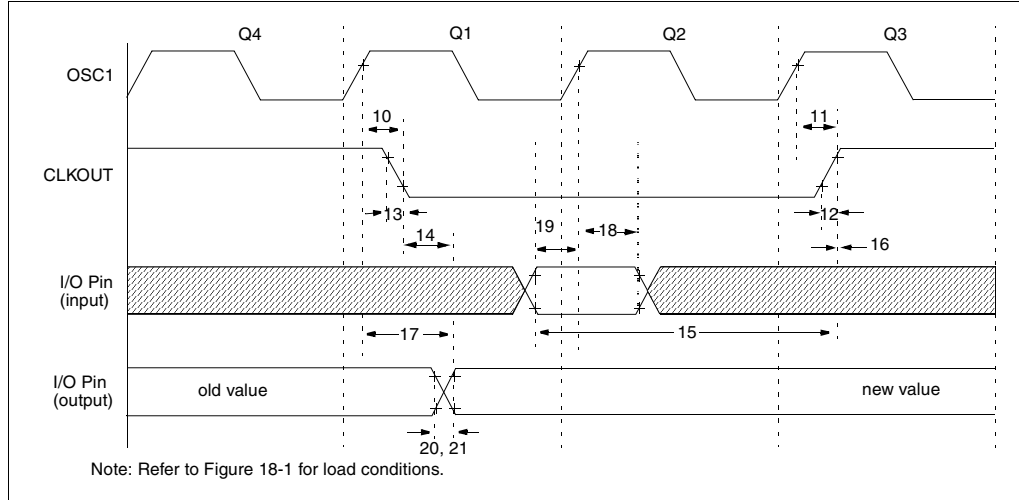 Q4 Q1 Q2 Q3
OSC1
10 11
CLKOUT
13 12
14 19 18 16
I/O Pin
(input)
17 15
I/O Pin
(output)
old value new value
20, 21
Note: Refer to Figure 18-1 for load conditions.